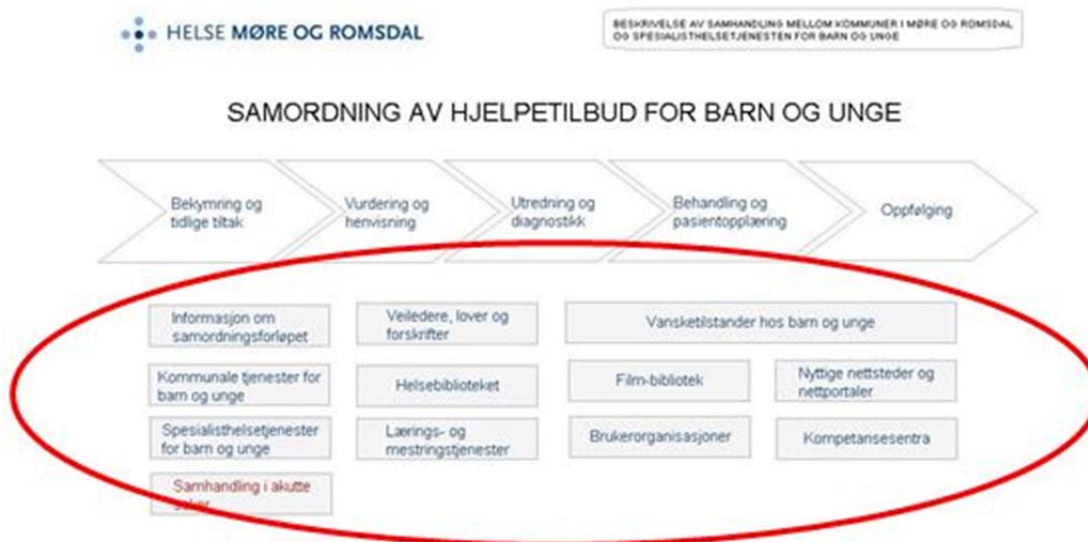 HELSE MØRE OG ROMSDAL
BESKRIVELSE AV SAMHANDLING MELLOM KOMMUNER I MØRE OG ROMSDAL
OG SPESIALISTHELSETJENESTEN FOR BARN OG UNGE
SAMORDNING AV HJELPETILBUD FOR BARN OG UNGE
Bekymring og
tidlige tiltak
Vurdering og
henvisning
Utredning og
diagnostikk
Behandling og
pasientopplæring
Oppfølging
Informasjon om
samordningsforløpet
Veiledere, lover og
forskrifter
Vansketilstander hos barn og unge
Kommunale tjenester for
barn og unge
Helsebiblioteket
Film-bibliotek
Nyttige nettsteder og
nettportaler
Spesialisthelsetjenester
for barn og unge
Lærings- og
mestringstjenester
Brukerorganisasjoner
Kompetansesentra
Samhandling i akutte
saker